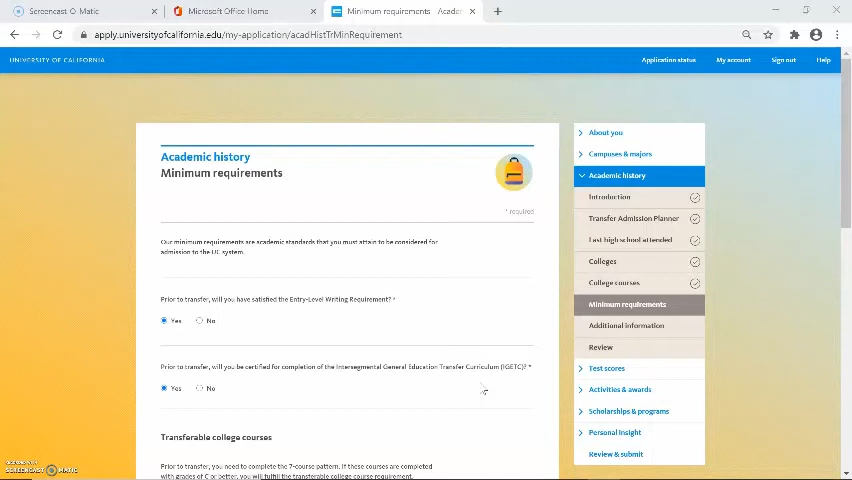 Screencast-O-Matic
Microsoft Office Home
Minimum requirements - Acade
apply.universityofcalifornia.edu/my-application/acadHistTrMinRequirement
UNIVERSITY OF CALIFORNIA
Application status
My account
Sign out
Help
Academic history
Minimum requirements
* required
Our minimum requirements are academic standards that you must attain to be considered for
admission to the UC system.
Prior to transfer, will you have satisfied the Entry-Level Writing Requirement? *
Yes No
Prior to transfer, will you be certified for completion of the Intersegmental General Education Transfer Curriculum (IGETC)? *
Yes No
Transferable college courses
Prior to transfer, you need to complete the 7-course pattern. If these courses are completed
with grades of C or better, you will fulfill the transferable college course requirement.
About you
Campuses & majors
Academic history
Introduction
Transfer Admission Planner
Last high school attended
Colleges
College courses
Minimum requirements
Additional information
Review
Test scores
Activities & awards
Scholarships & programs
Personal insight
Review & submit
RECORDED WITH
SCREENCAST MATIC